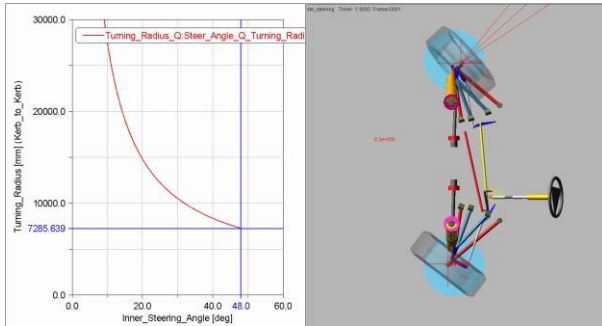 30000.0
Turning_Radius_Q:Steer_Angle_Q_Turning_Radi
20000.0
10000.0
7285.639
0.0
Turning_Radius [mm] (Kerb_to_Kerb)
0.0 20.0 40.0 48.0 60.0
Inner_Steering_Angle [deg]
Time= 1.0000 Frame=0001